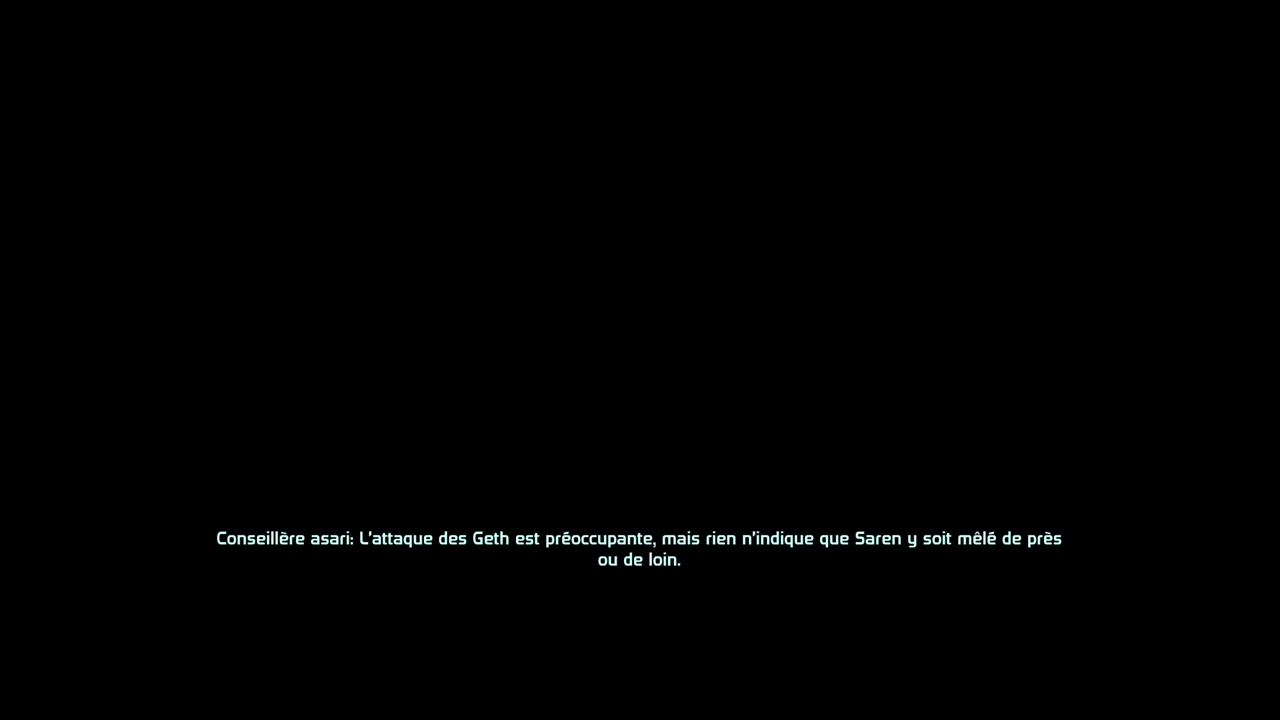 Conseillère asari: L'attaque des Geth est préoccupante, mais rien n'indique que Saren y soit mêlé de près
ou de loin.